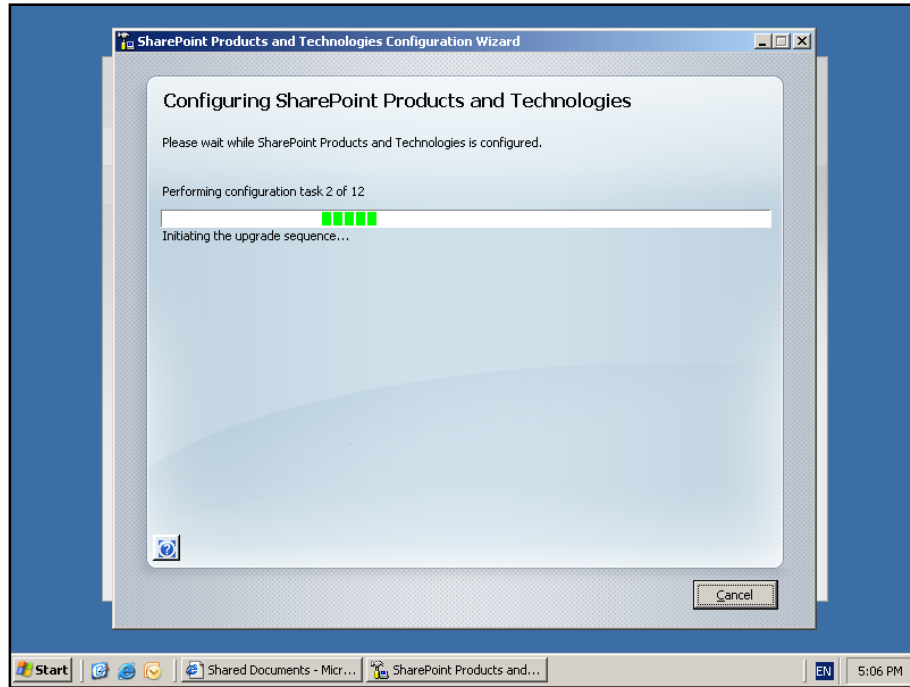 SharePoint Products and Technologies Configuration Wizard
Configuring SharePoint Products and Technologies
Please wait while SharePoint Products and Technologies is configured.
Performing configuration task 2 of 12
Initiating the upgrade sequence...
Cancel
Start
Shared Documents - Micr...
SharePoint Products and...
EN
5:06 PM